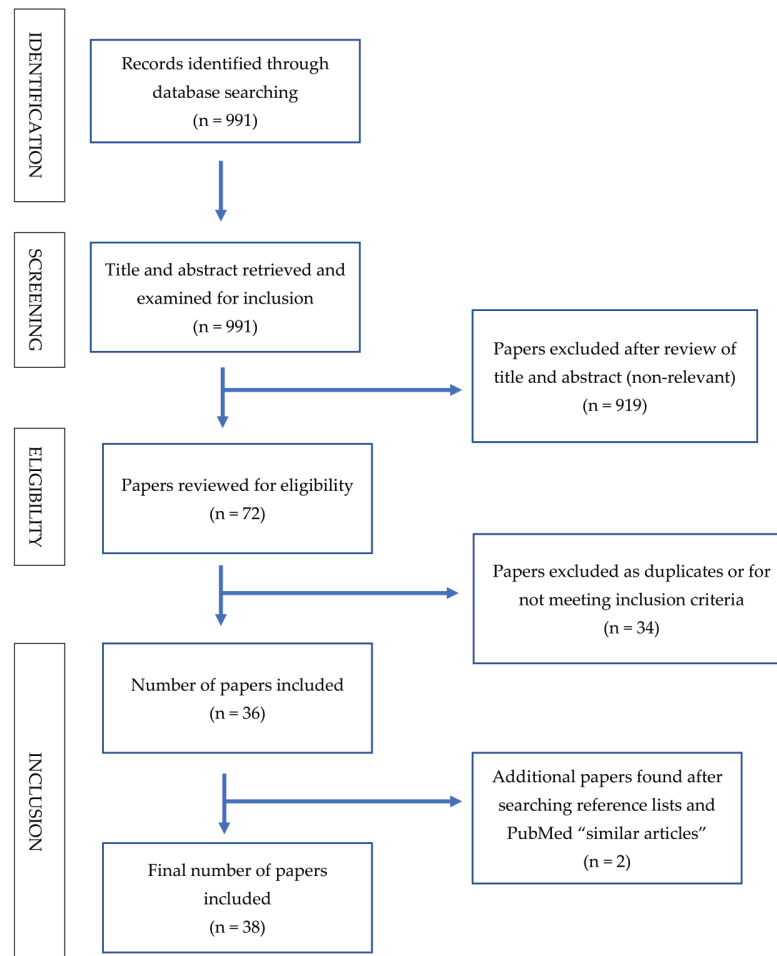 IDENTIFICATION
Records identified through
database searching
(n = 991)
SCREENING
Title and abstract retrieved and
examined for inclusion
(n = 991)
Papers excluded after review of
title and abstract (non-relevant)
(n = 919)
ELIGIBILITY
Papers reviewed for eligibility
(n = 72)
Papers excluded as duplicates or for
not meeting inclusion criteria
(n = 34)
INCLUSION
Number of papers included
(n = 36)
Additional papers found after
searching reference lists and
PubMed “similar articles”
(n = 2)
Final number of papers
included
(n = 38)